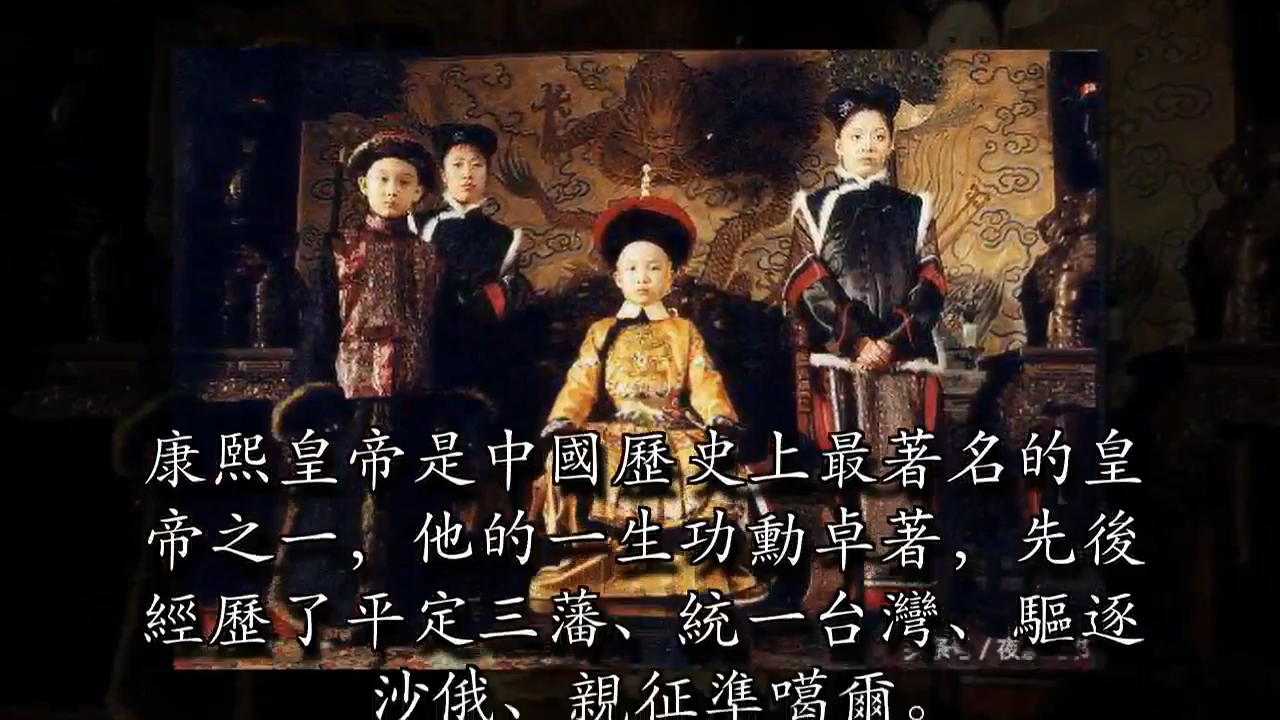 康熙皇帝是中國歷史上最著名的皇
帝之一，他的一生功勳卓著，先後
經歷了平定三藩、統一台灣、驅逐
沙俄、親征準噶爾。
/夜